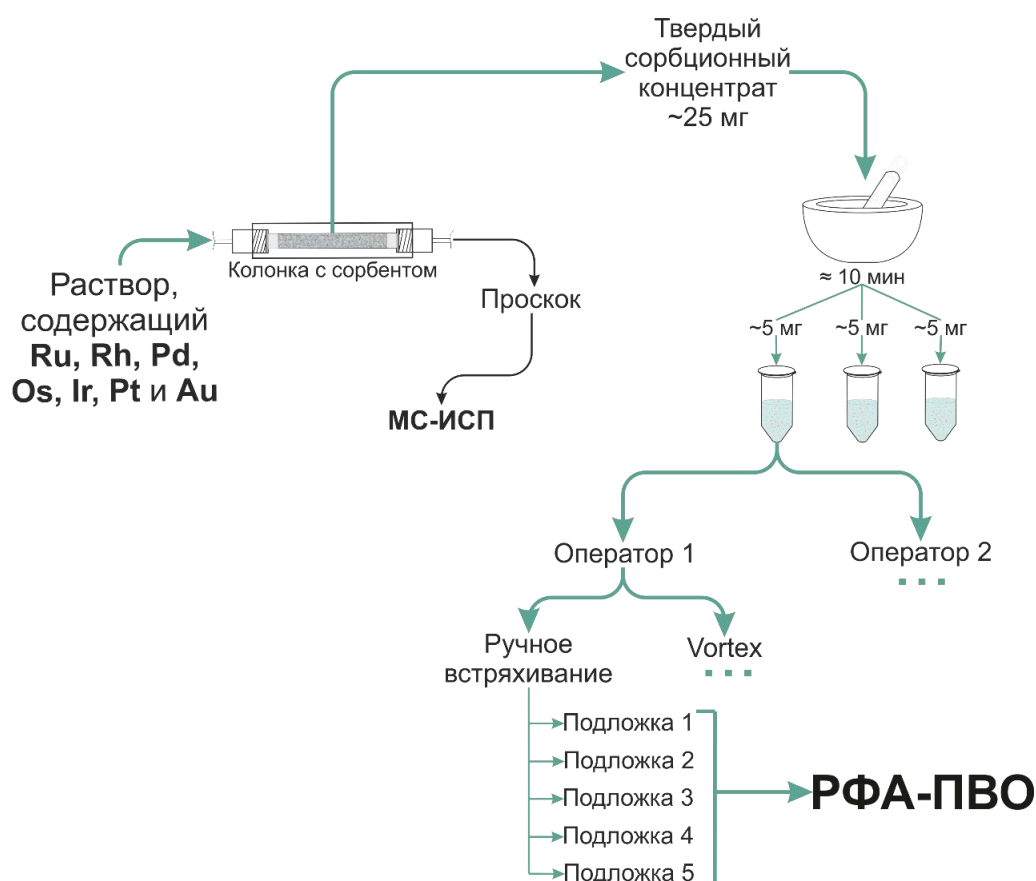 Твердый
сорбционный
концентрат
~25 мг
Колонка с сорбентом
≈ 10 мин
Раствор,
содержащий
Ru, Rh, Pd,
Os, Ir, Pt и Au
Проскок
МС-ИСП
~5 мг
~5 мг
~5 мг
Оператор 1
Оператор 2
Ручное
встряхивание
Vortex
Подложка 1
Подложка 2
Подложка 3
Подложка 4
Подложка 5
РФА-ПВО